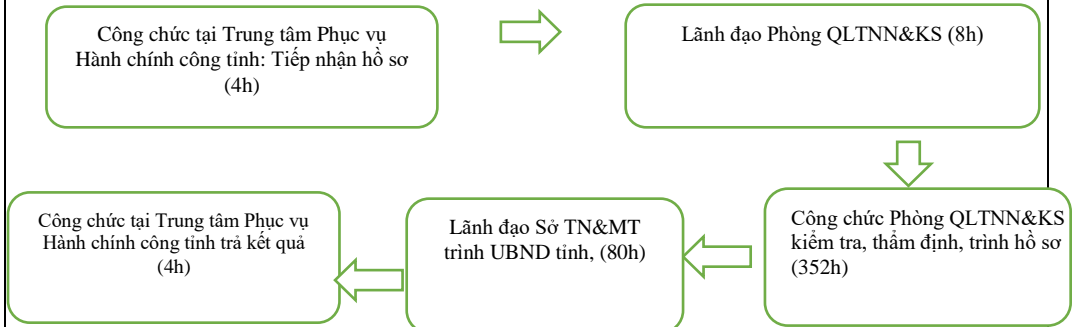 Công chức tại Trung tâm Phục vụ
Hành chính công tỉnh: Tiếp nhận hồ sơ
(4h)
Lãnh đạo Phòng QLTNN&KS (8h)
Công chức Phòng QLTNN&KS
kiểm tra, thẩm định, trình hồ sơ
(352h)
Lãnh đạo Sở TN&MT
trình UBND tỉnh, (80h)
Công chức tại Trung tâm Phục vụ
Hành chính công tỉnh trả kết quả
(4h)